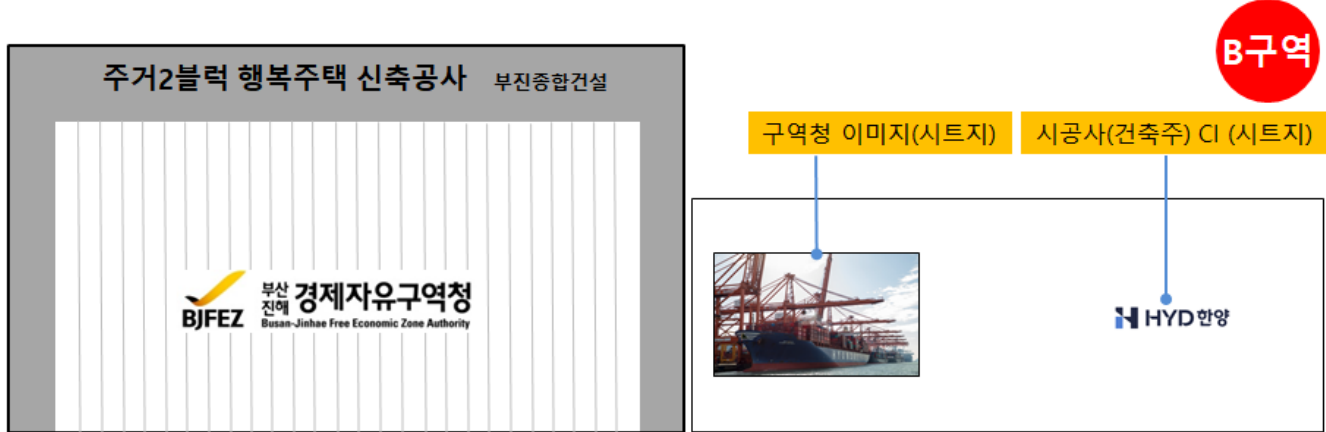 B구역
주거2블럭 행복주택 신축공사 부진종합건설
구역청 이미지(시트지) 시공사(건축주) CI (시트지)
BJFEZ
부산
진해 경제자유구역청
Busan-Jinhae Free Economic Zone Authority
HYD한양